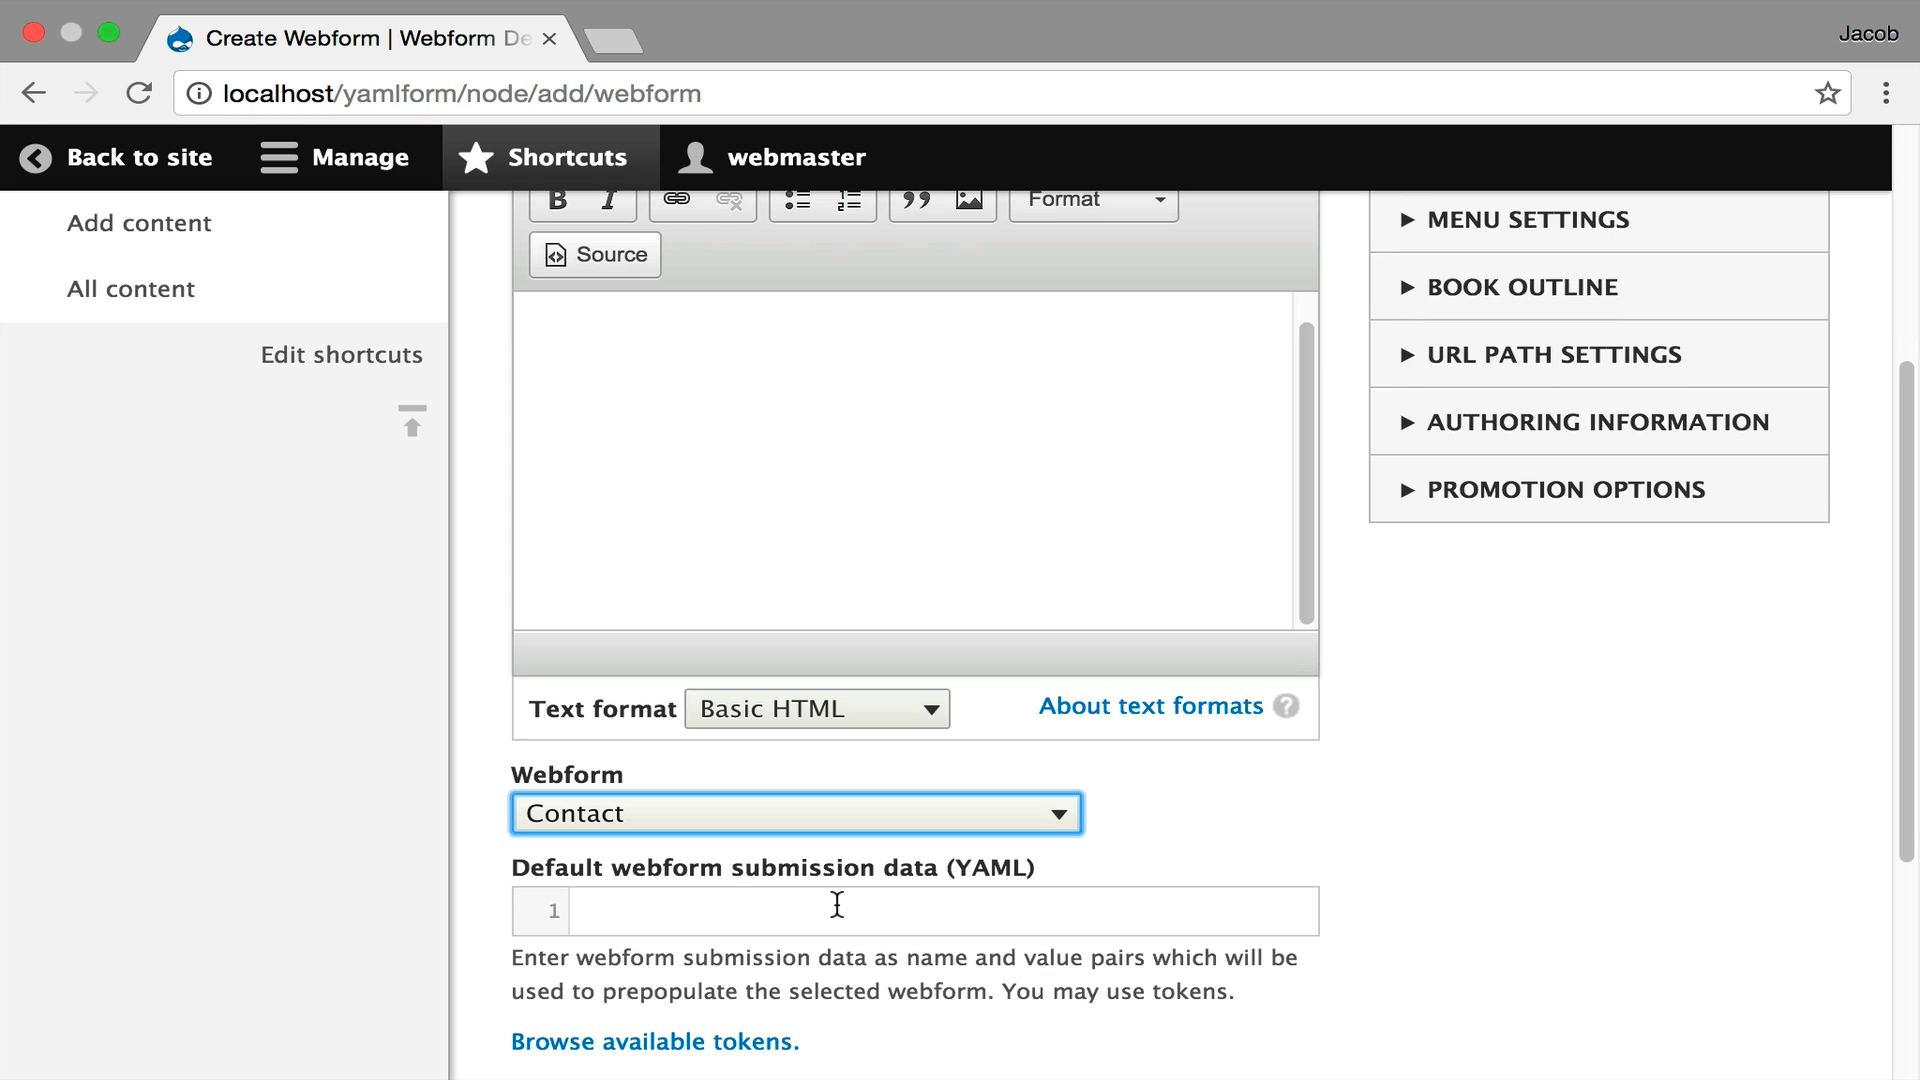 Create Webform | Webform De
Jacob
localhost/yamlform/node/add/webform
Back to site
Manage
Shortcuts
webmaster
Add content
All content
Edit shortcuts
B I
Format
Source
Text format
Basic HTML
About text formats ?
Webform
Contact
Default webform submission data (YAML)
1
Enter webform submission data as name and value pairs which will be
used to prepopulate the selected webform. You may use tokens.
Browse available tokens.
MENU SETTINGS
BOOK OUTLINE
URL PATH SETTINGS
AUTHORING INFORMATION
PROMOTION OPTIONS